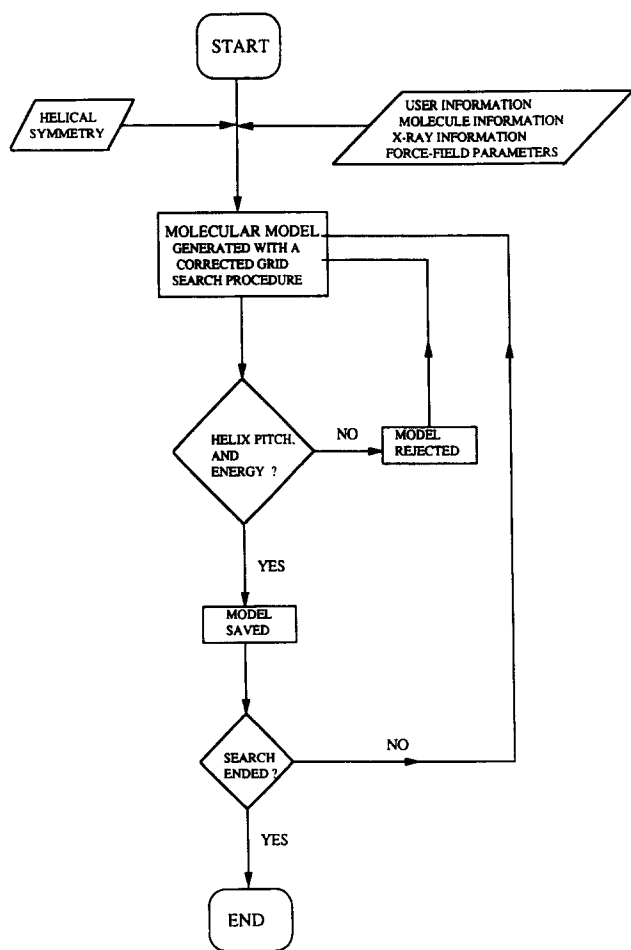 START
HELICAL
SYMMETRY
USER INFORMATION
MOLECULE INFORMATION
X-RAY INFORMATION
FORCE-FIELD PARAMETERS
MOLECULAR MODEL
GENERATED WITH A
CORRECTED GRID
SEARCH PROCEDURE
HELIX PITCH,
AND
ENERGY ?
NO
MODEL
REJECTED
YES
MODEL
SAVED
SEARCH
ENDED ?
NO
YES
END